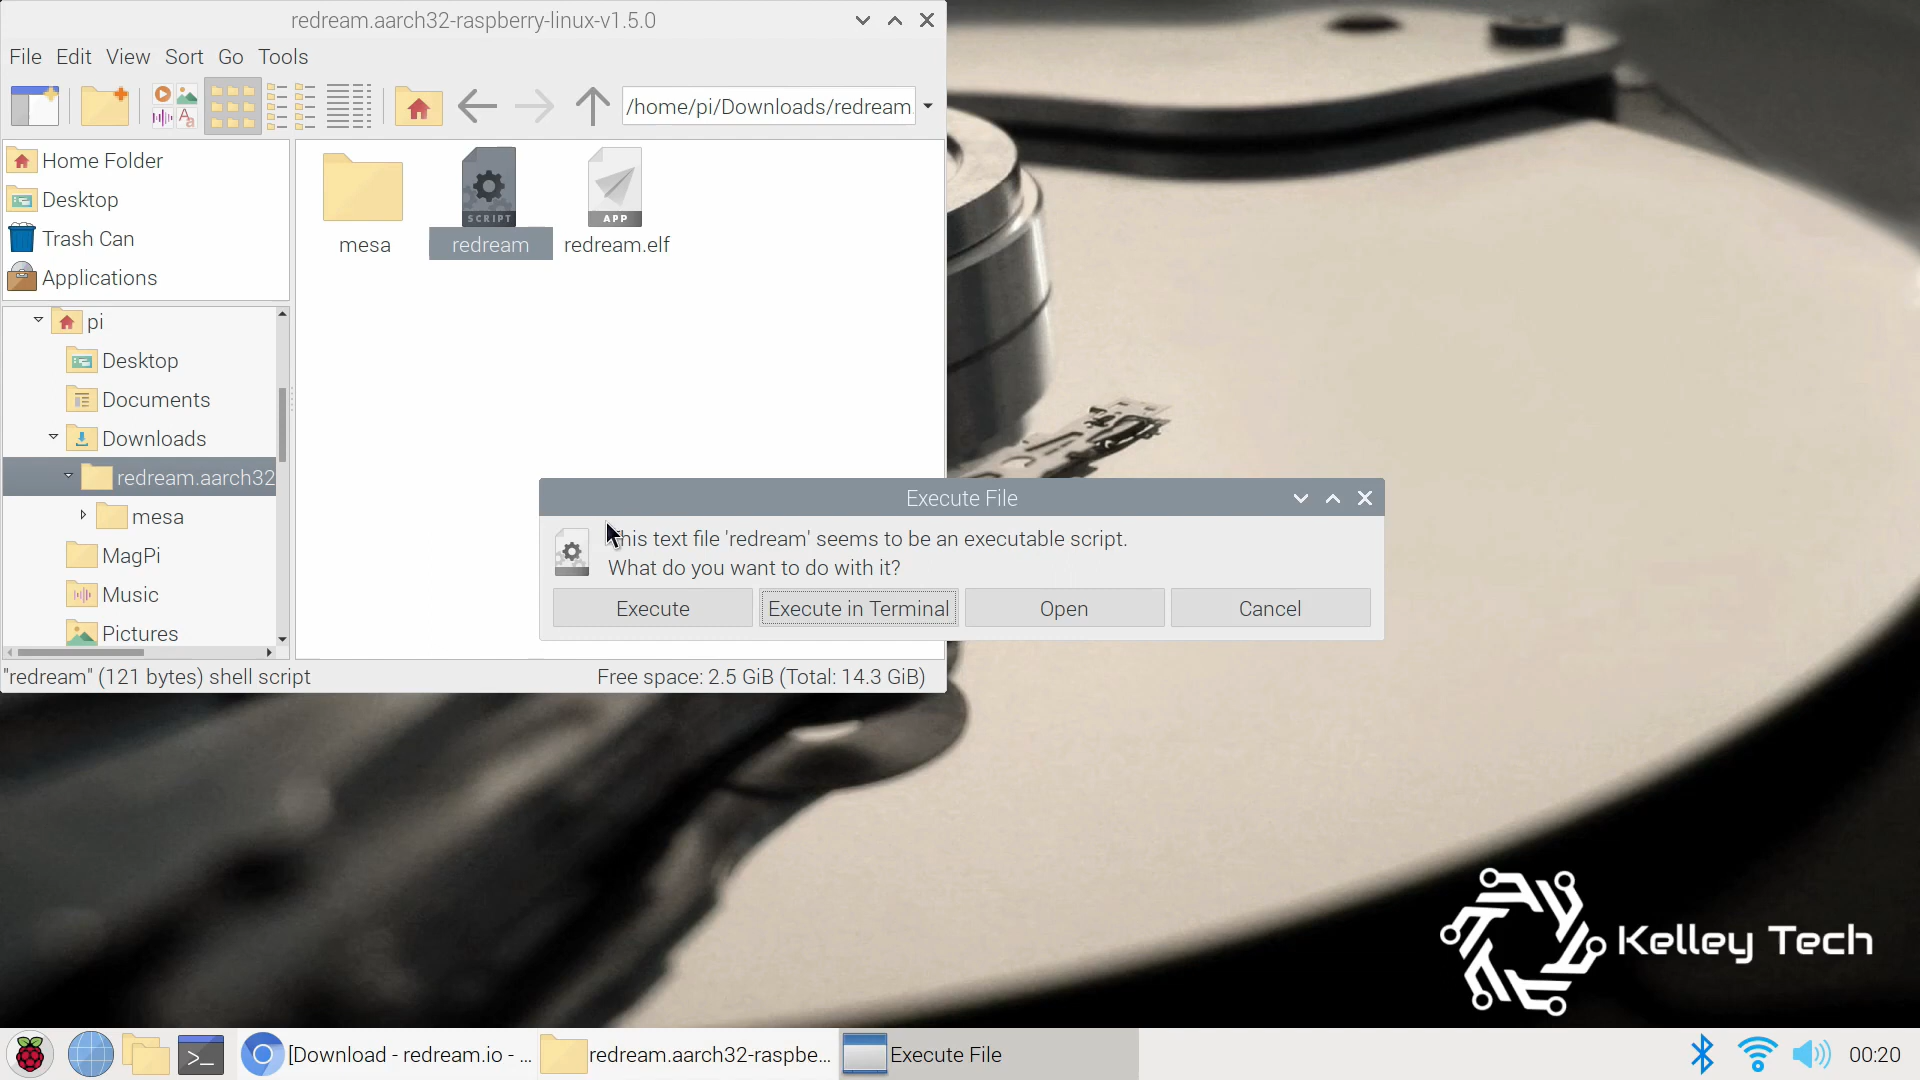 redream.aarch32-raspberry-linux-v1.5.0
File Edit View Sort Go Tools
/home/pi/Downloads/redream.
Home Folder
Desktop
Trash Can
Applications
SCRIPT
APP
mesa
redream
redream.elf
pi
Desktop
Documents
Downloads
redream.aarch32
mesa
MagPi
Music
Pictures
"redream" (121 bytes) shell script
Free space: 2.5 GiB (Total: 14.3 GiB)
Execute File
This text file 'redream' seems to be an executable script.
What do you want to do with it?
Execute
Execute in Terminal
Open
Cancel
Kelley Tech
[Download - redream.io - ...
redream.aarch32-raspbe...
Execute File
00:20